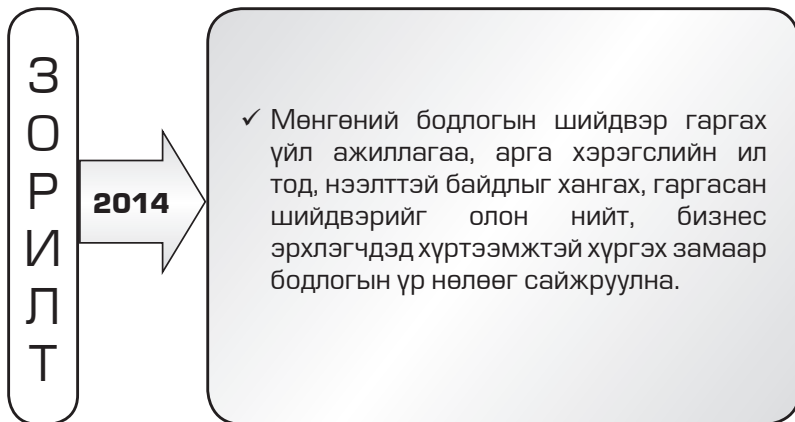 ЗОРИЛТ
2014
✓ Мөнгөний бодлогын шийдвэр гаргах
үйл ажиллагаа, арга хэрэгслийн ил
тод, нээлттэй байдлыг хангах, гаргасан
шийдвэрийг олон нийт, бизнес
эрхлэгчдэд хүртээмжтэй хүргэх замаар
бодлогын үр нөлөөг сайжруулна.